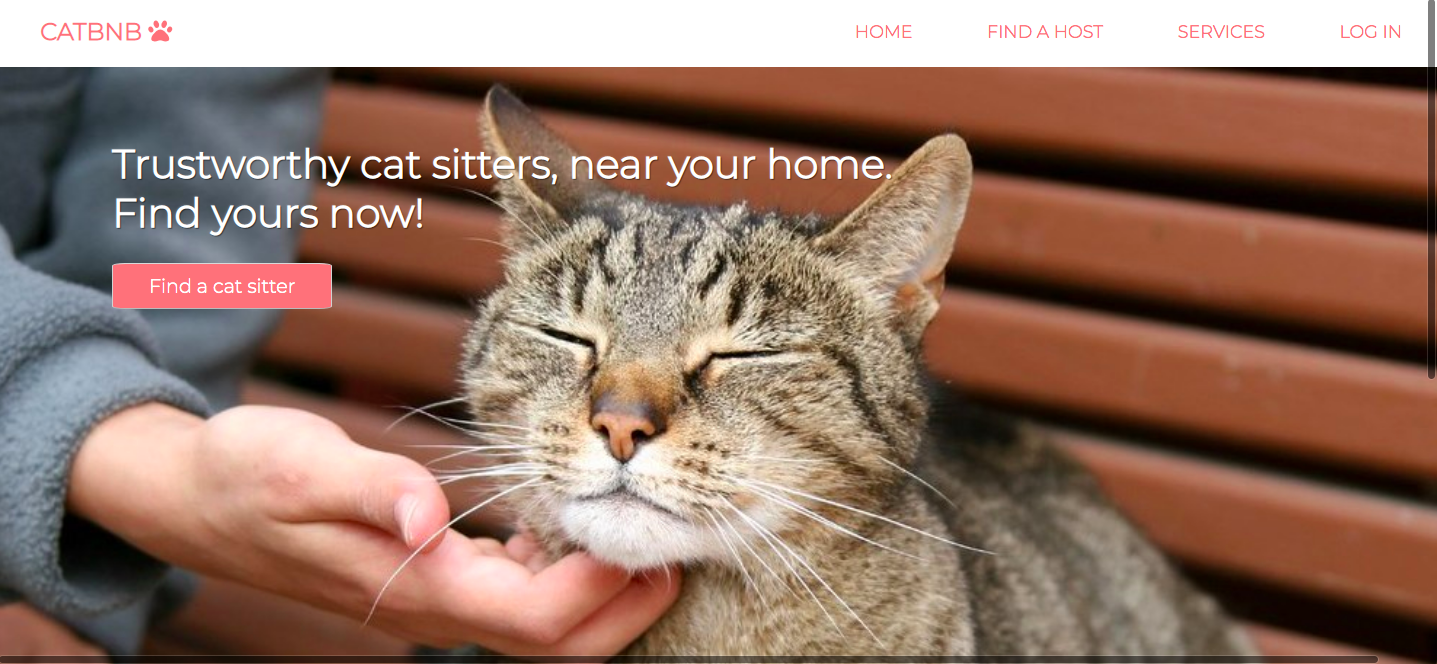 CATBNB
HOME
FIND A HOST
SERVICES
LOG IN
Trustworthy cat sitters, near your home.
Find yours now!
Find a cat sitter